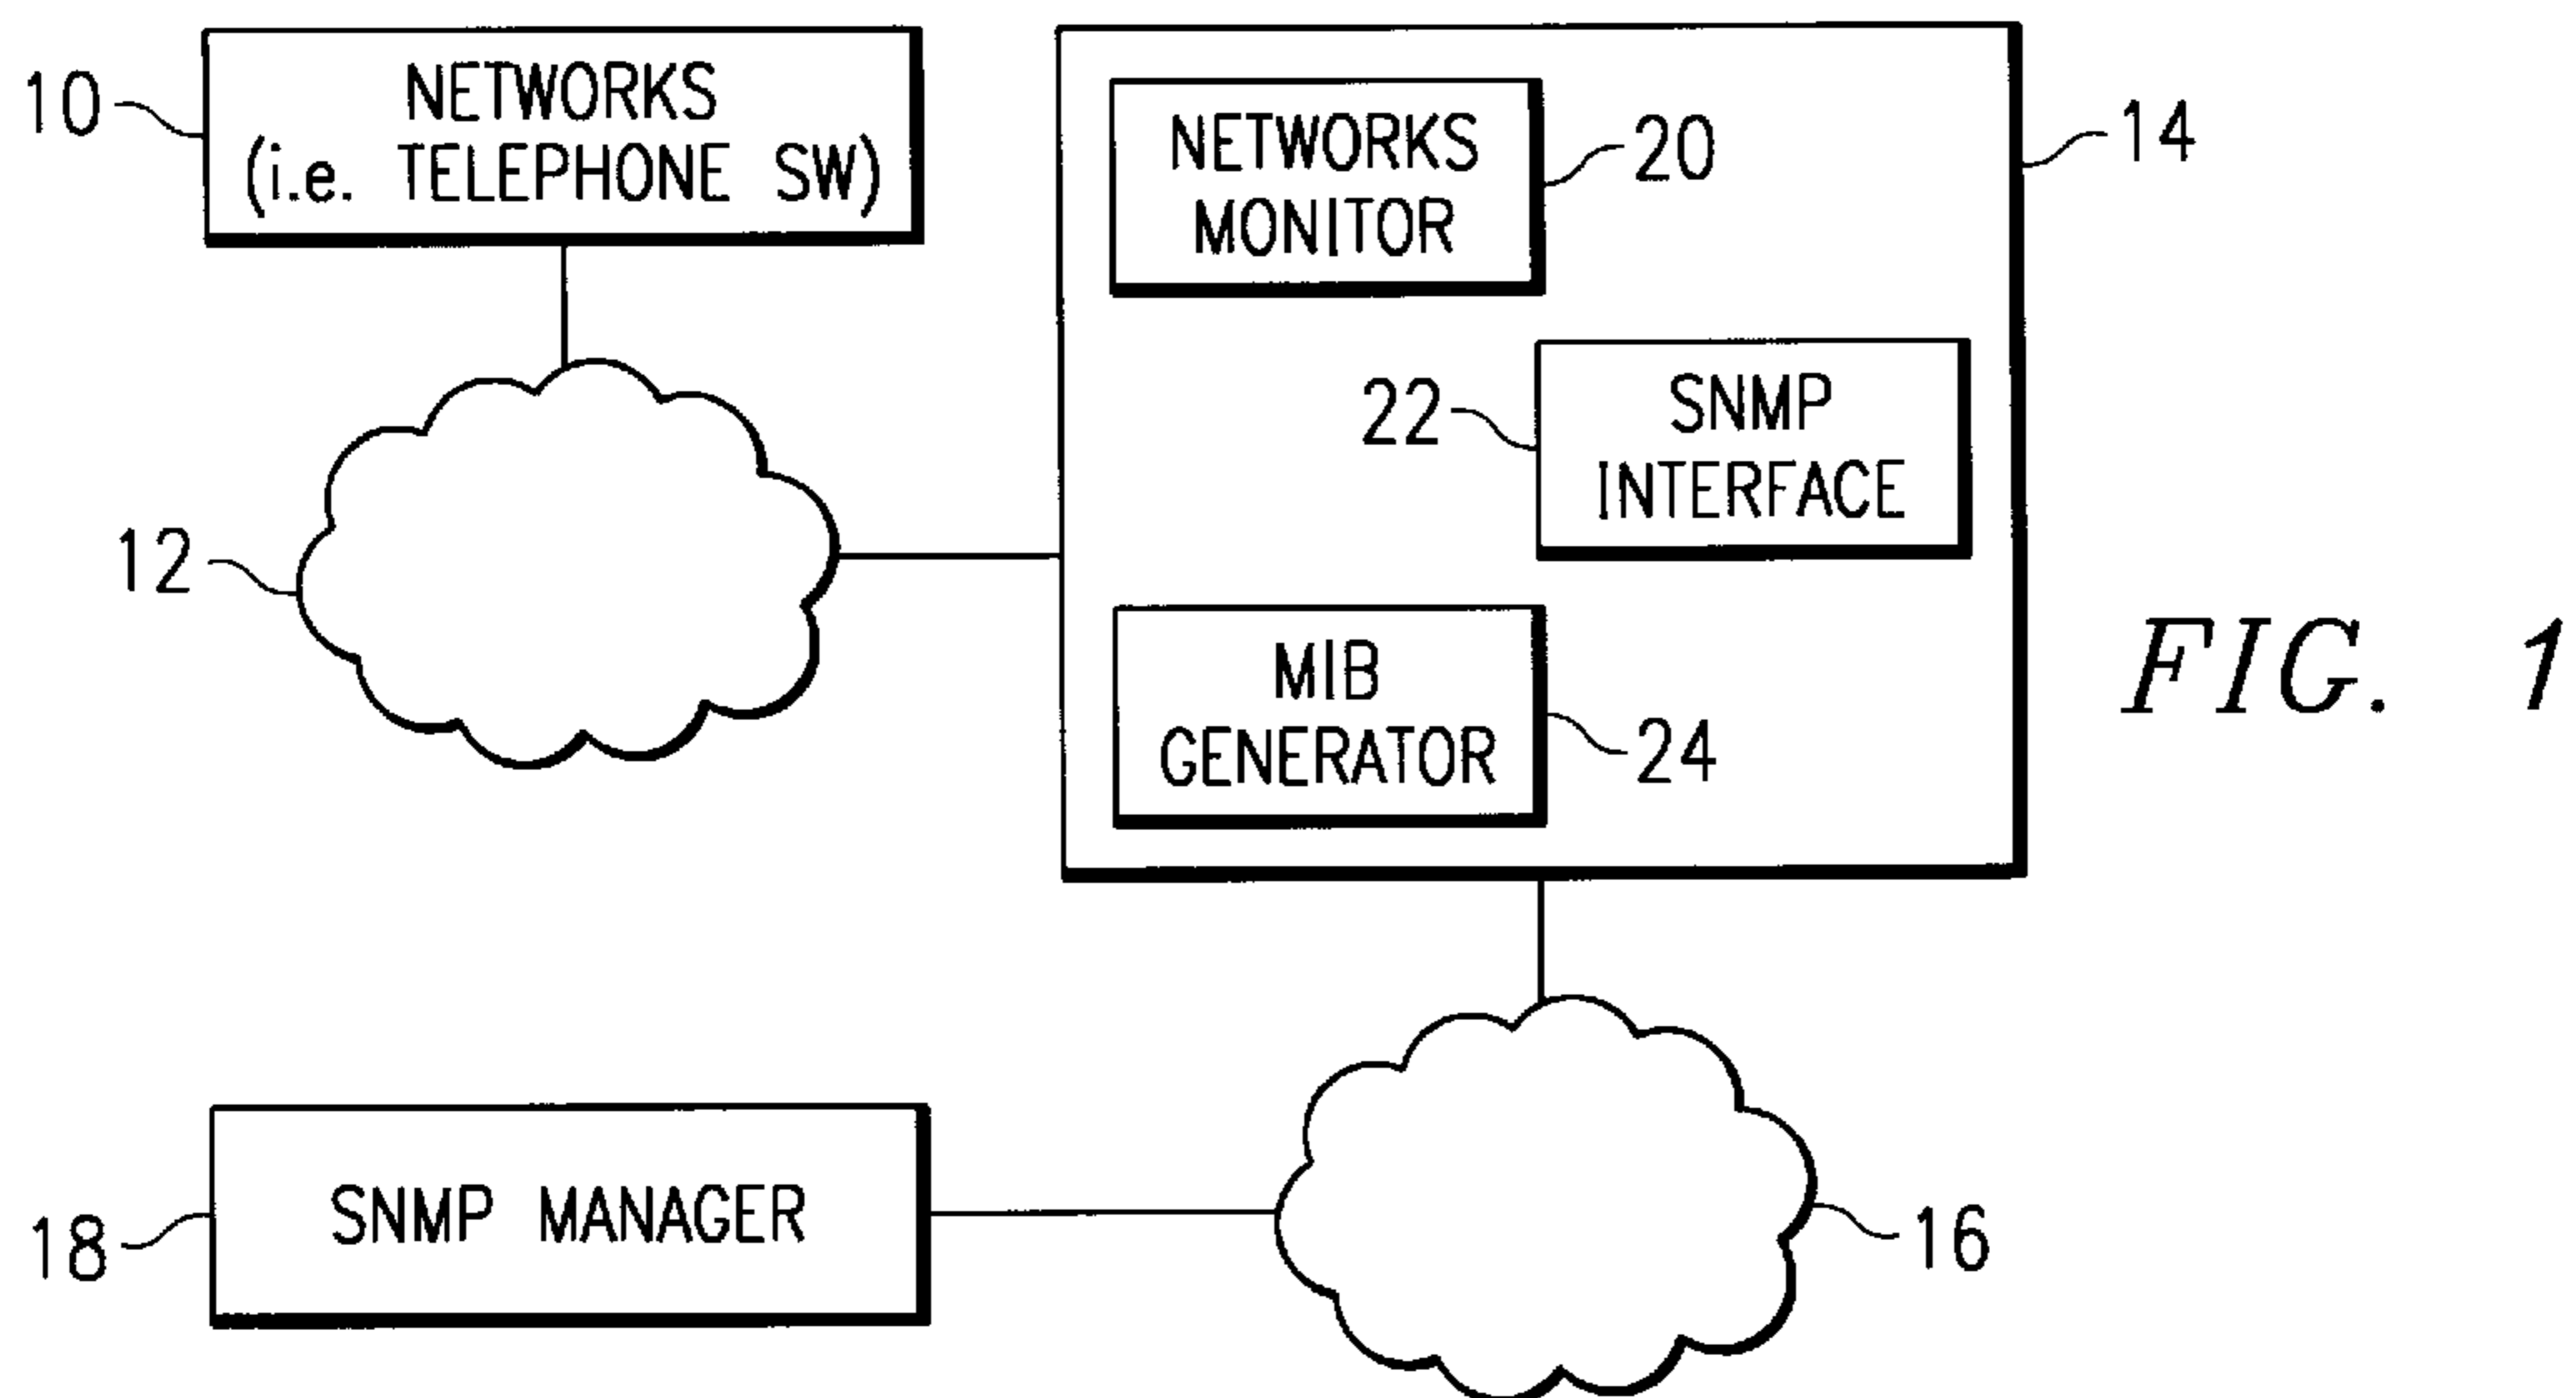 NETWORKS
(i.e. TELEPHONE SW)
10
NETWORKS
MONITOR
20
14
SNMP
INTERFACE
22
12
MIB
GENERATOR
24
FIG. 1
SNMP MANAGER
18
16